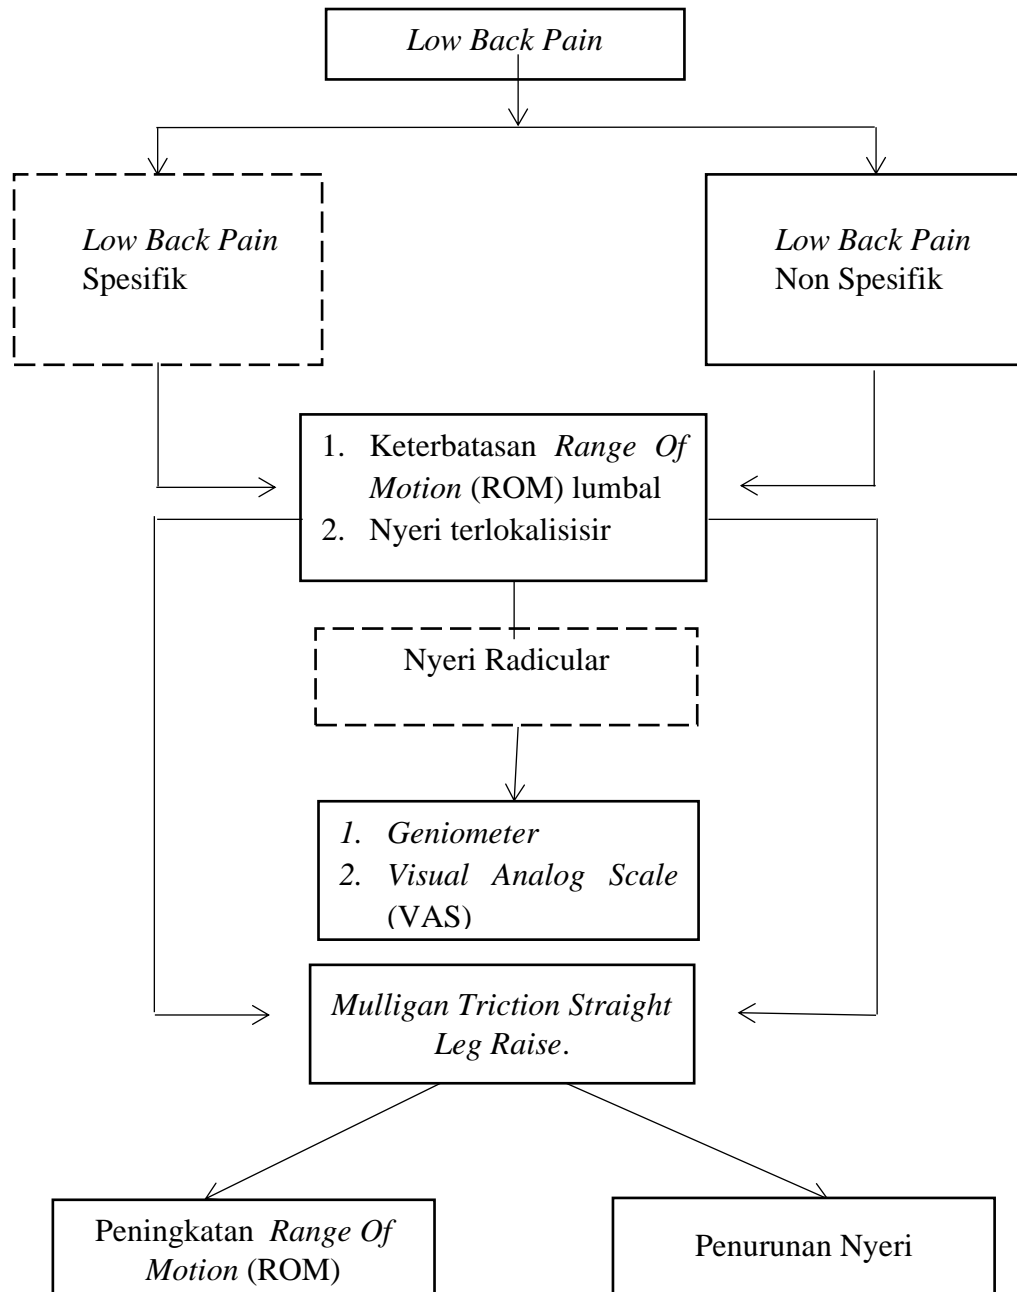 Low Back Pain
Low Back Pain
Spesifik
Low Back Pain
Non Spesifik
1. Keterbatasan Range Of
Motion (ROM) lumbal
2. Nyeri terlokalisisir
Nyeri Radicular
1. Geniometer
2. Visual Analog Scale
(VAS)
Mulligan Triction Straight
Leg Raise.
Peningkatan Range Of
Motion (ROM)
Penurunan Nyeri